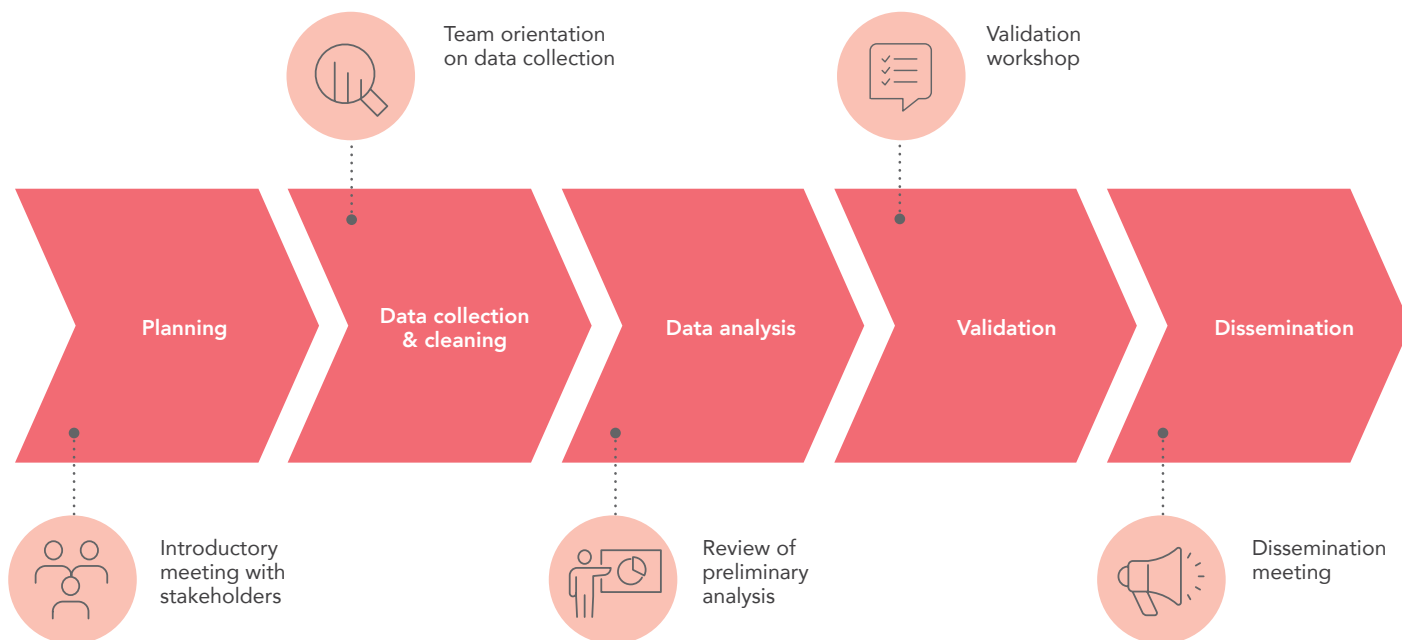 Team orientation
on data collection
Validation
workshop
Planning
Data collection
& cleaning
Data analysis
Validation
Dissemination
Introductory
meeting with
stakeholders
Review of
preliminary
analysis
Dissemination
meeting